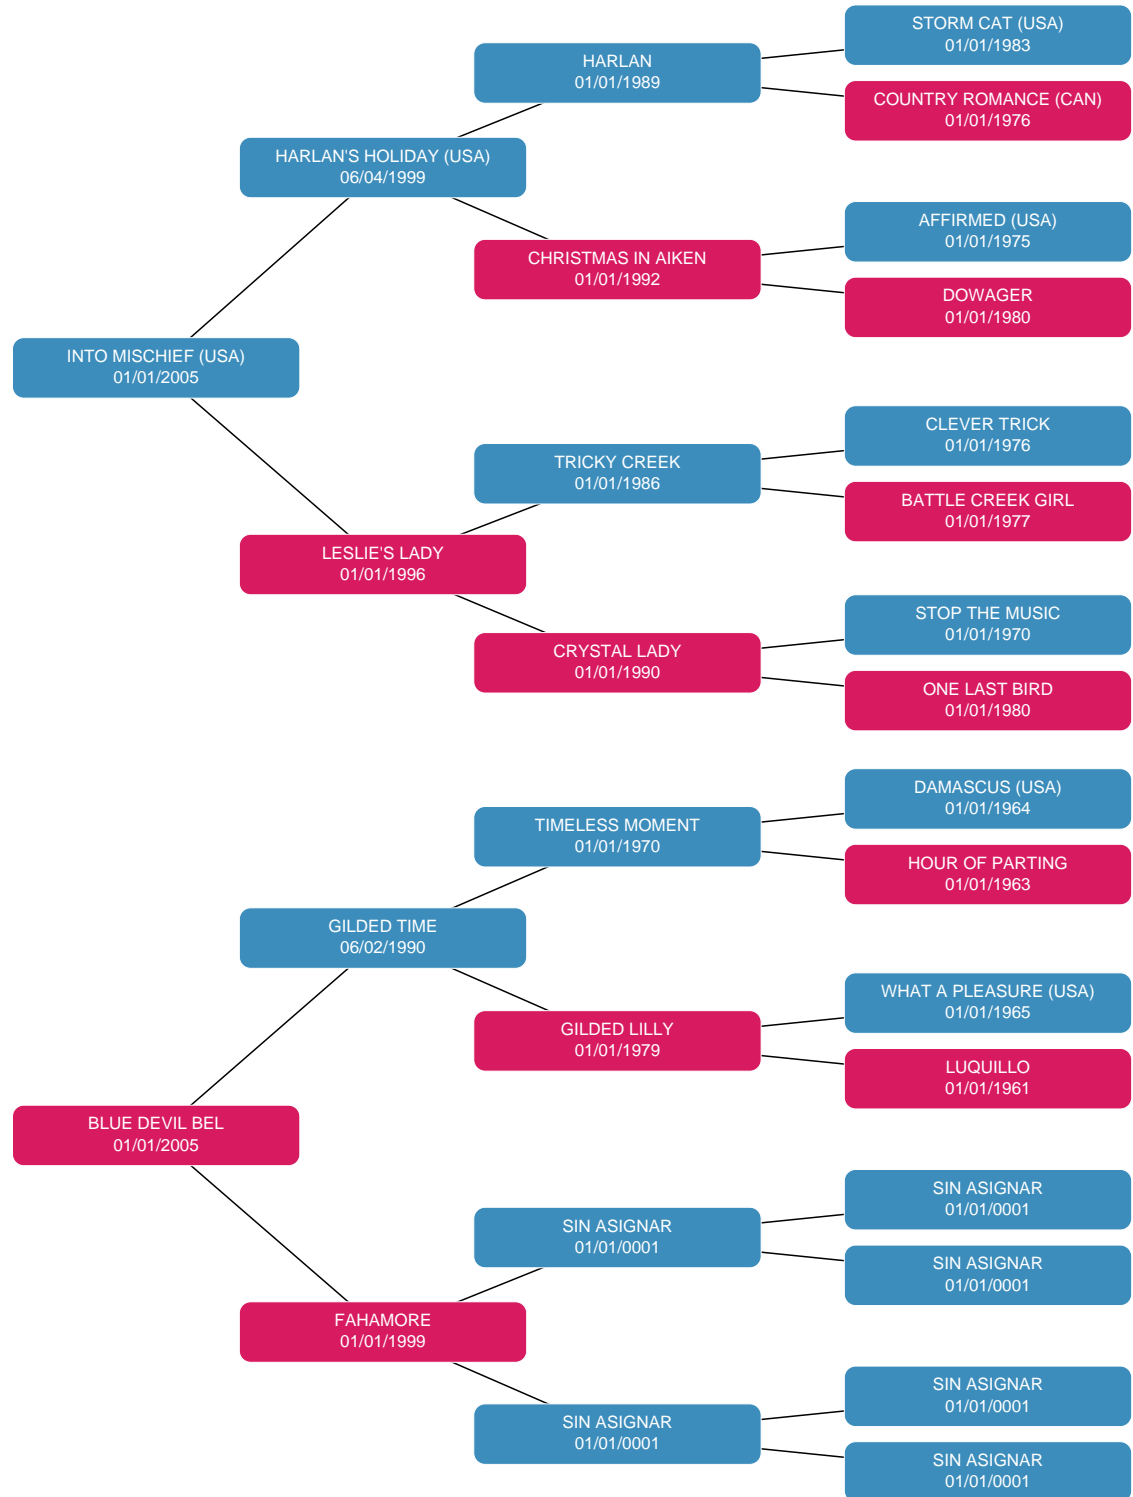 STORM CAT (USA)
01/01/1983
HARLAN
01/01/1989
COUNTRY ROMANCE (CAN)
01/01/1976
HARLAN'S HOLIDAY (USA)
06/04/1999
AFFIRMED (USA)
01/01/1975
CHRISTMAS IN AIKEN
01/01/1992
DOWAGER
01/01/1980
INTO MISCHIEF (USA)
01/01/2005
CLEVER TRICK
01/01/1976
TRICKY CREEK
01/01/1986
BATTLE CREEK GIRL
01/01/1977
LESLIE'S LADY
01/01/1996
STOP THE MUSIC
01/01/1970
CRYSTAL LADY
01/01/1990
ONE LAST BIRD
01/01/1980
DAMASCUS (USA)
01/01/1964
TIMELESS MOMENT
01/01/1970
HOUR OF PARTING
01/01/1963
GILDED TIME
06/02/1990
WHAT A PLEASURE (USA)
01/01/1965
GILDED LILLY
01/01/1979
LUQUILLO
01/01/1961
BLUE DEVIL BEL
01/01/2005
SIN ASIGNAR
01/01/0001
SIN ASIGNAR
01/01/0001
SIN ASIGNAR
01/01/0001
FAHAMORE
01/01/1999
SIN ASIGNAR
01/01/0001
SIN ASIGNAR
01/01/0001
SIN ASIGNAR
01/01/0001